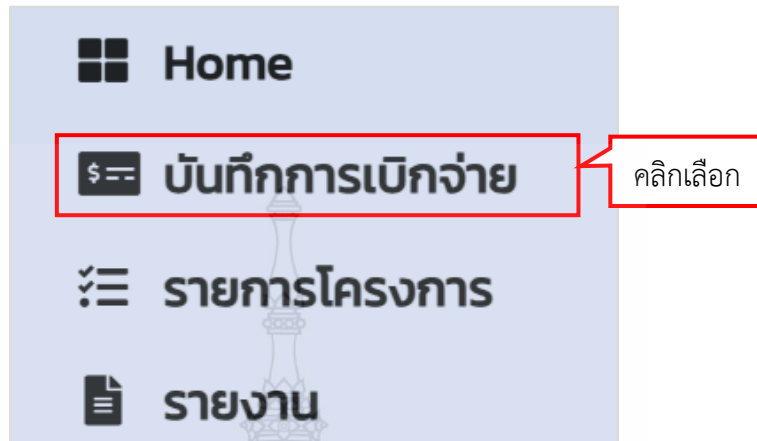 Home
บันทึกการเบิกจ่าย
คลิกเลือก
รายการโครงการ
รายงาน